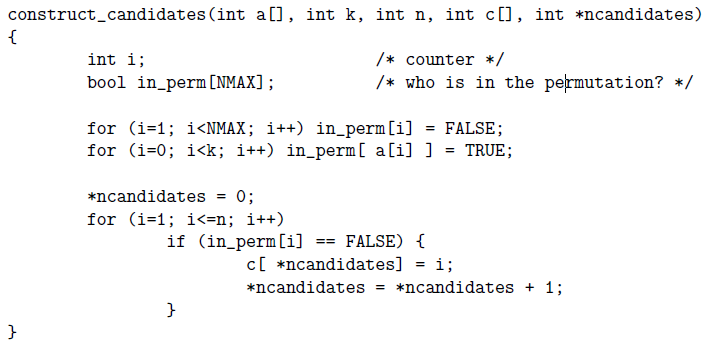 construct_candidates(int a[], int k, int n, int c[], int *ncandidates)
{
        int i;                              /* counter */
        bool in_perm[NMAX];                 /* who is in the permutation? */

        for (i=1; i<NMAX; i++) in_perm[i] = FALSE;
        for (i=0; i<k; i++) in_perm[ a[i] ] = TRUE;

        *ncandidates = 0;
        for (i=1; i<=n; i++)
                if (in_perm[i] == FALSE) {
                        c[ *ncandidates] = i;
                        *ncandidates = *ncandidates + 1;
                }
}